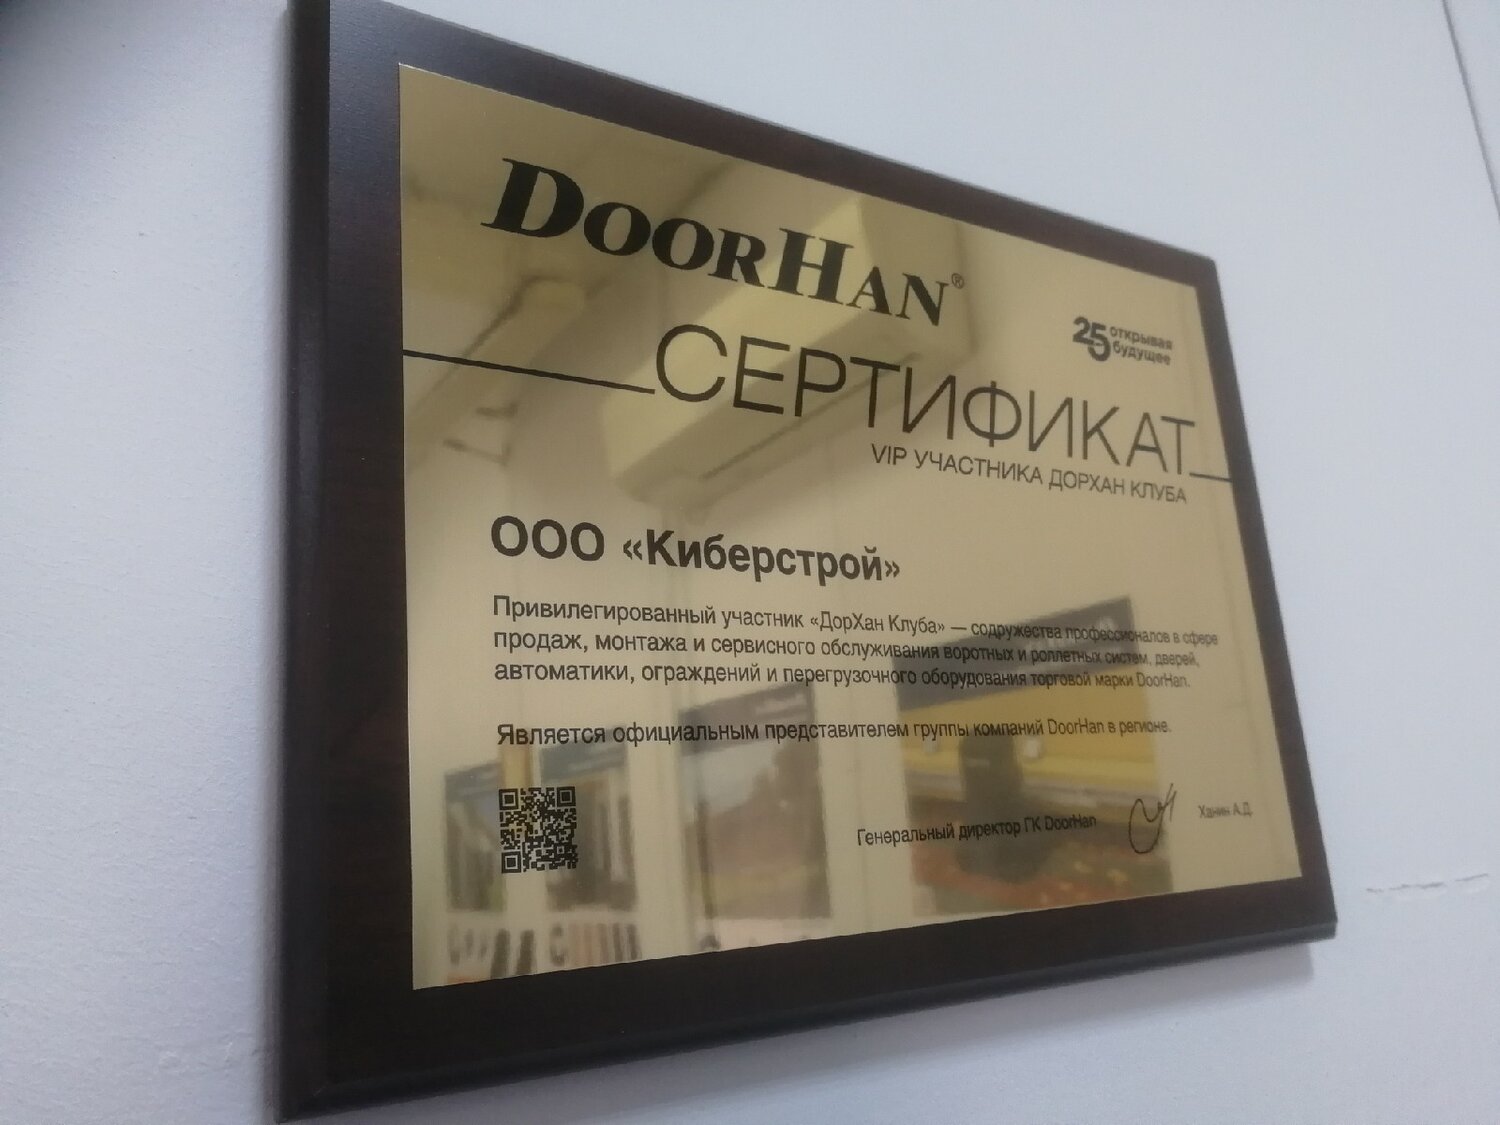 DOORHAN®
25 открывая
будущее
СЕРТИФИКАТ
VIP УЧАСТНИКА ДОРХАН КЛУБА
ООО «Киберстрой»
Привилегированный участник «ДорХан Клуба» — содружества профессионалов в сфере
продаж, монтажа и сервисного обслуживания воротных и роллетных систем, дверей,
автоматики, ограждений и перегрузочного оборудования торговой марки DoorHan.
Является официальным представителем группы компаний DoorHan в регионе.
Генеральный директор ГК DoorHan Ханин А.Д.